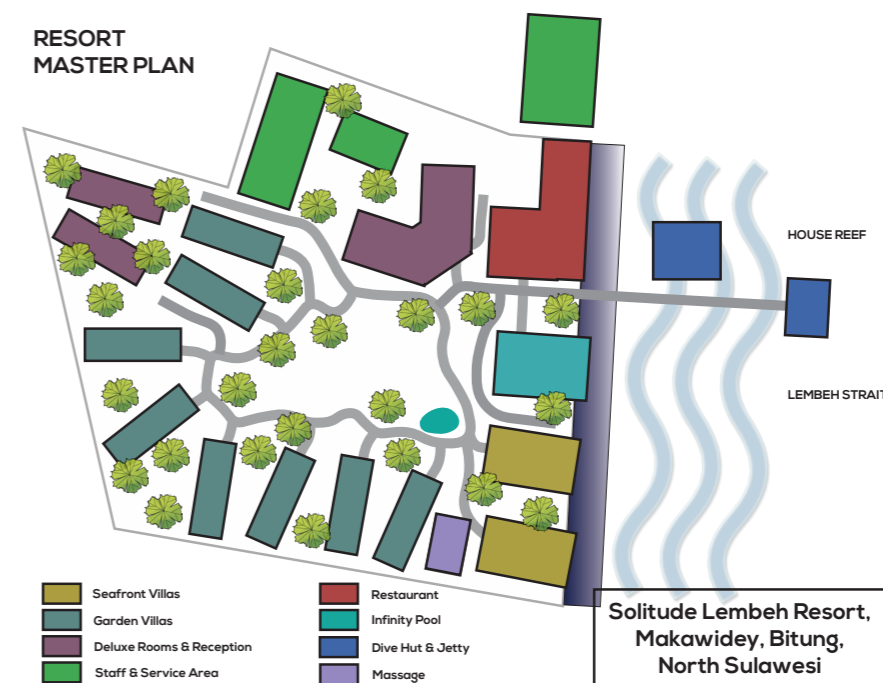 RESORT
MASTER PLAN
HOUSE REEF
LEMBEH STRAIT
Seafront Villas
Garden Villas
Deluxe Rooms & Reception
Staff & Service Area
Restaurant
Infinity Pool
Dive Hut & Jetty
Massage
Solitude Lembeh Resort,
Makawidey, Bitung,
North Sulawesi